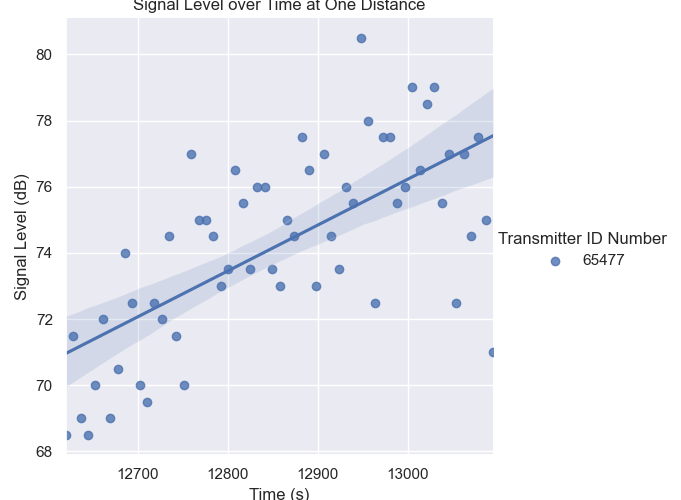 Signal Level over Time at One Distance
80
78
76
74
72
70
68
Signal Level (dB)
12700 12800 12900 13000
Time (s)
Transmitter ID Number
65477